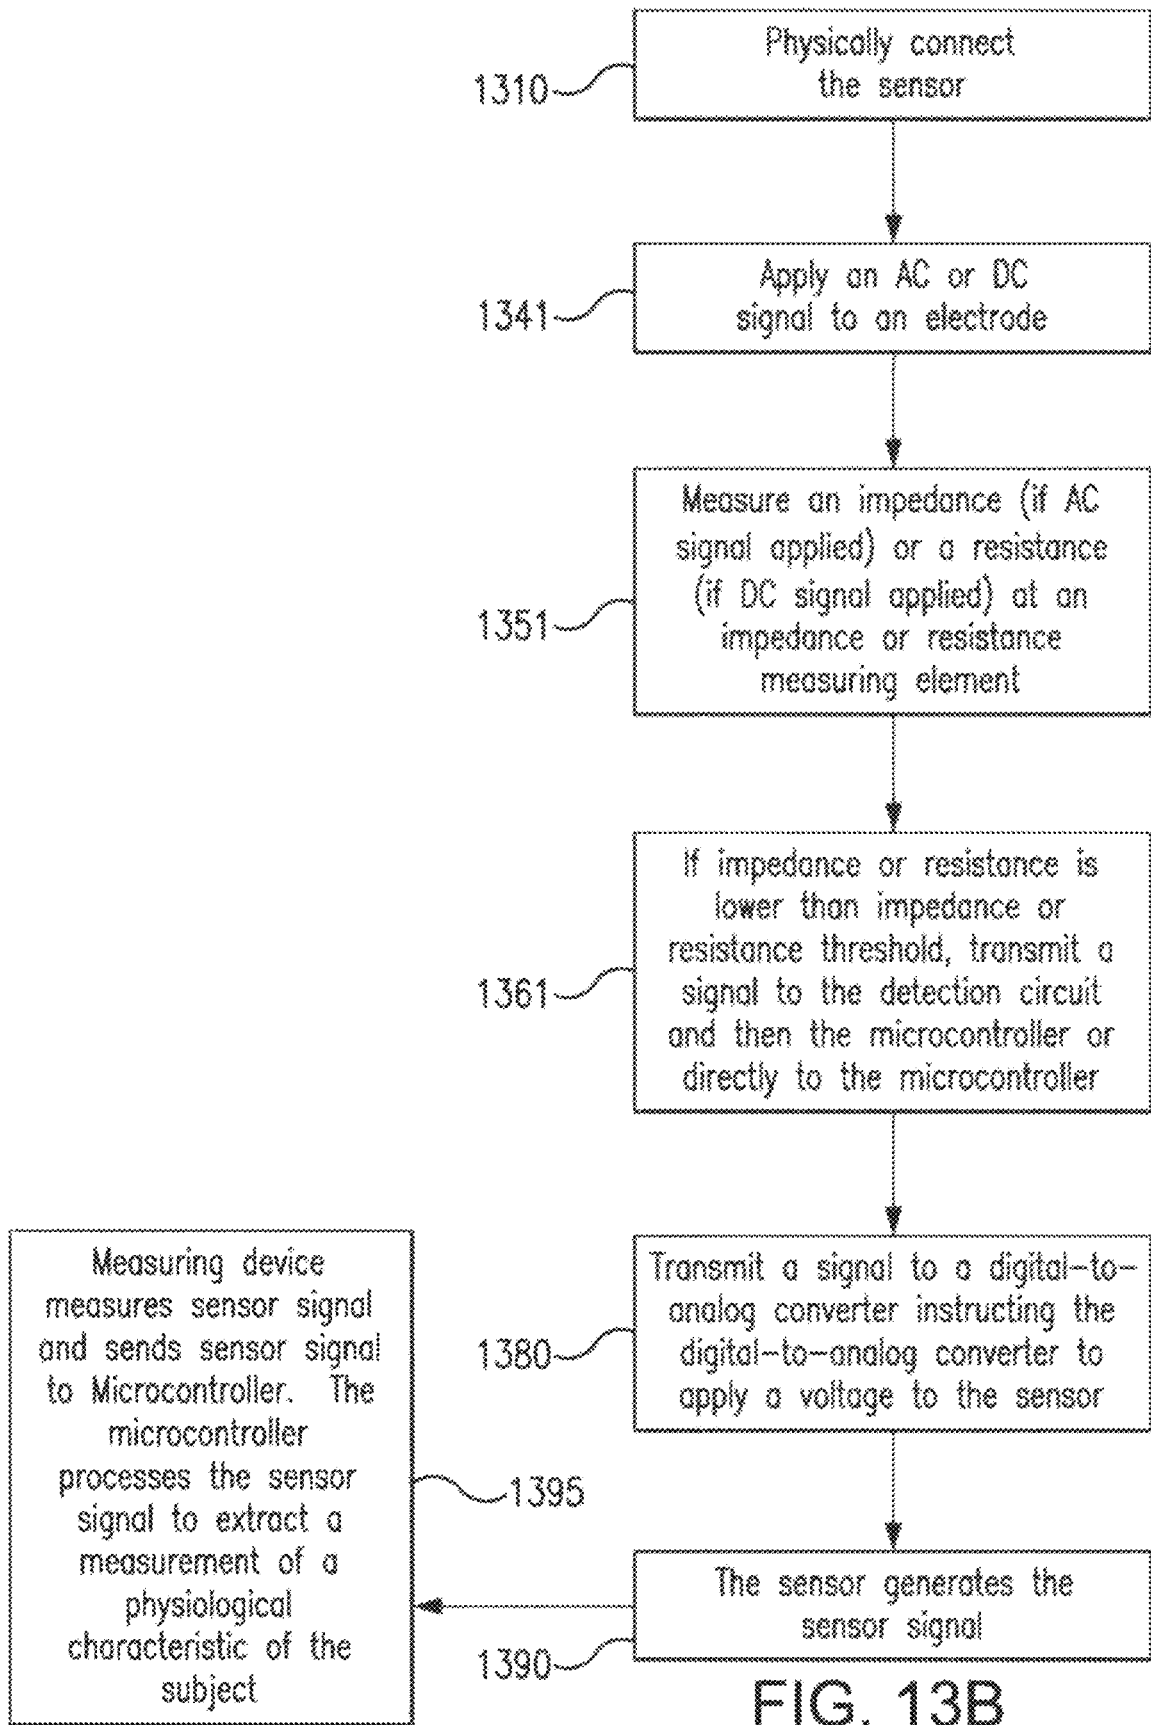 Physically connect
the sensor
1310
Apply an AC or DC
signal to an electrode
1341
Measure an impedance (if AC
signal applied) or a resistance
(if DC signal applied) at an
impedance or resistance
measuring element
1351
If impedance or resistance is
lower than impedance or
resistance threshold, transmit a
signal to the detection circuit
and then the microcontroller or
directly to the microcontroller
1361
Transmit a signal to a digital-to-
analog converter instructing the
digital-to-analog converter to
apply a voltage to the sensor
1380
The sensor generates the
sensor signal
1390
Measuring device
measures sensor signal
and sends sensor signal
to Microcontroller. The
microcontroller
processes the sensor
signal to extract a
measurement of a
physiological
characteristic of the
subject
1395
FIG. 13B